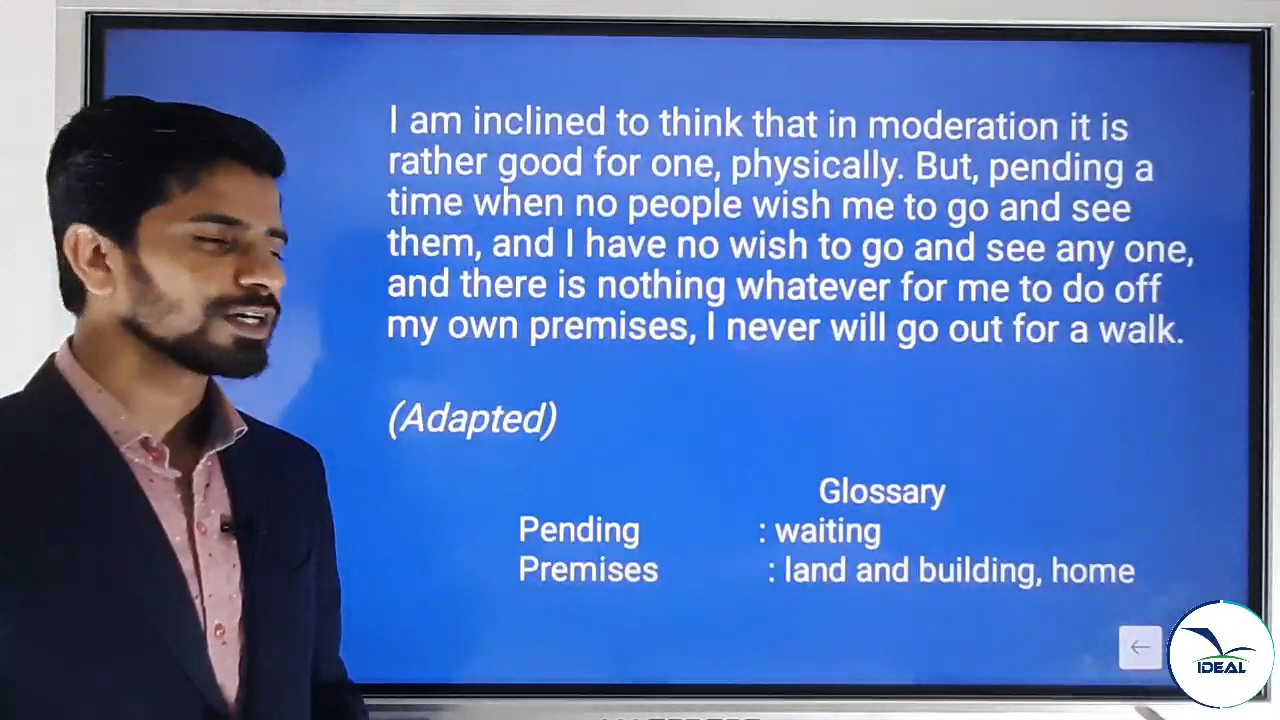 I am inclined to think that in moderation it is
rather good for one, physically. But, pending a
time when no people wish me to go and see
them, and I have no wish to go and see any one,
and there is nothing whatever for me to do off
my own premises, I never will go out for a walk.
(Adapted)
Glossary
Pending : waiting
Premises : land and building, home
IDEAL